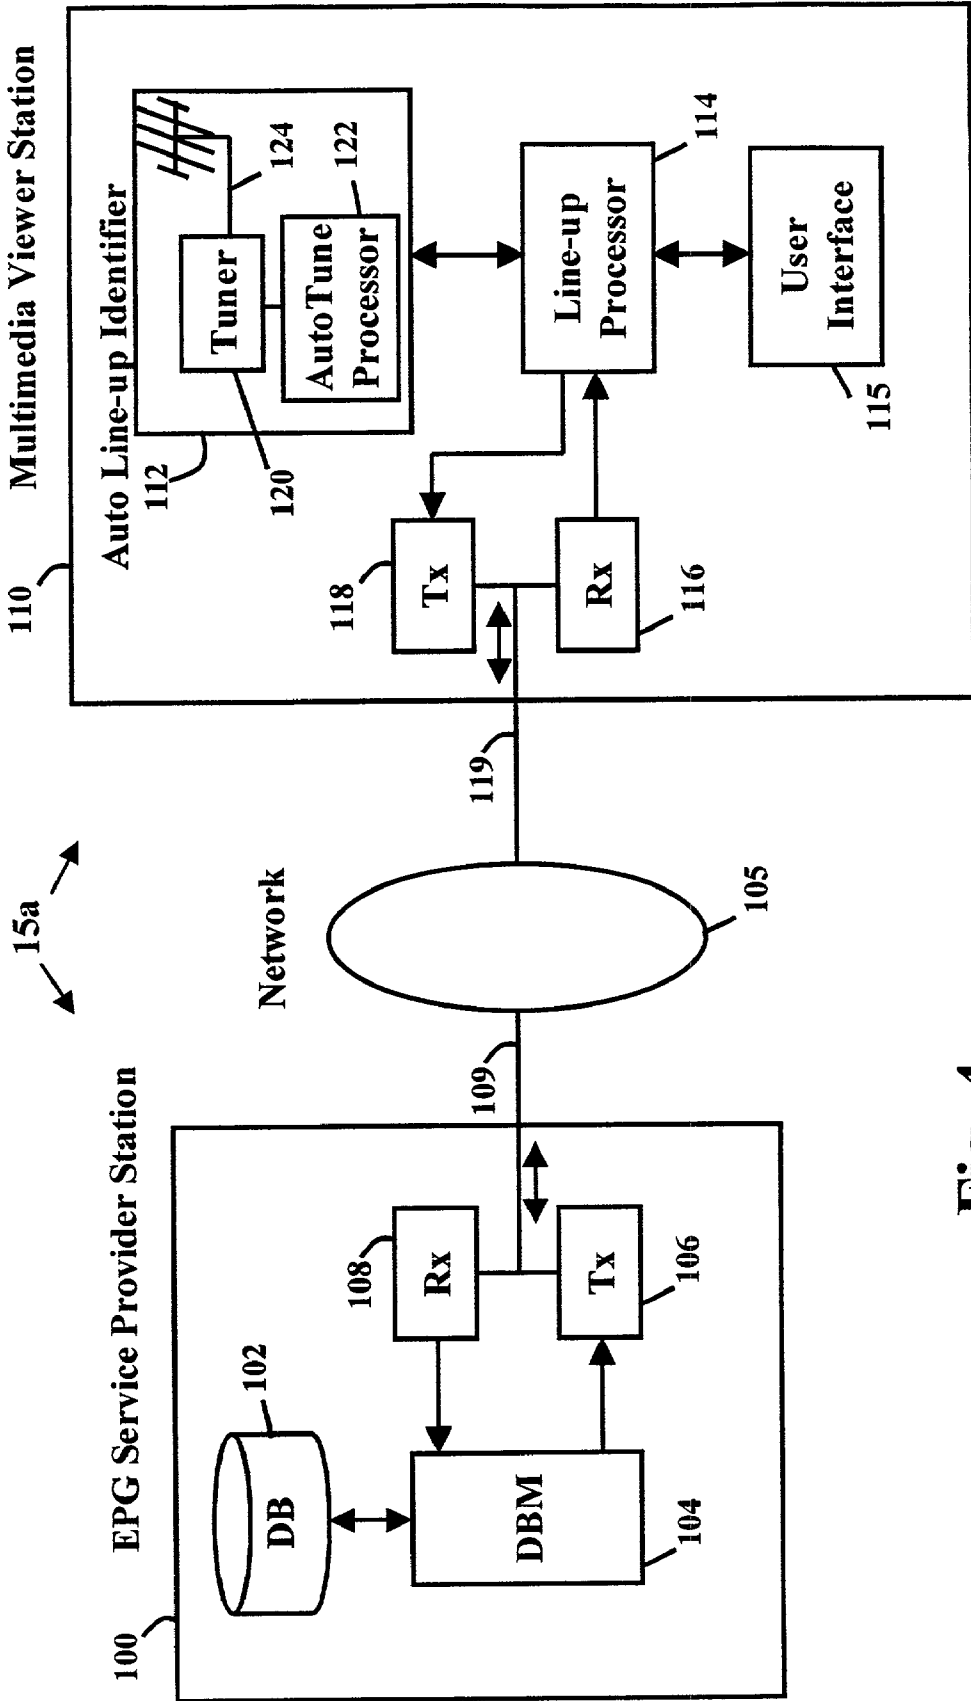 15a
EPG Service Provider Station
100
DB
102
DBM
104
108
Rx
Tx
106
109
Network
105
119
Multimedia Viewer Station
110
Auto Line-up Identifier
112
120
Tuner
124
AutoTune
Processor
122
118
Tx
Rx
116
Line-up
Processor
114
User
Interface
115